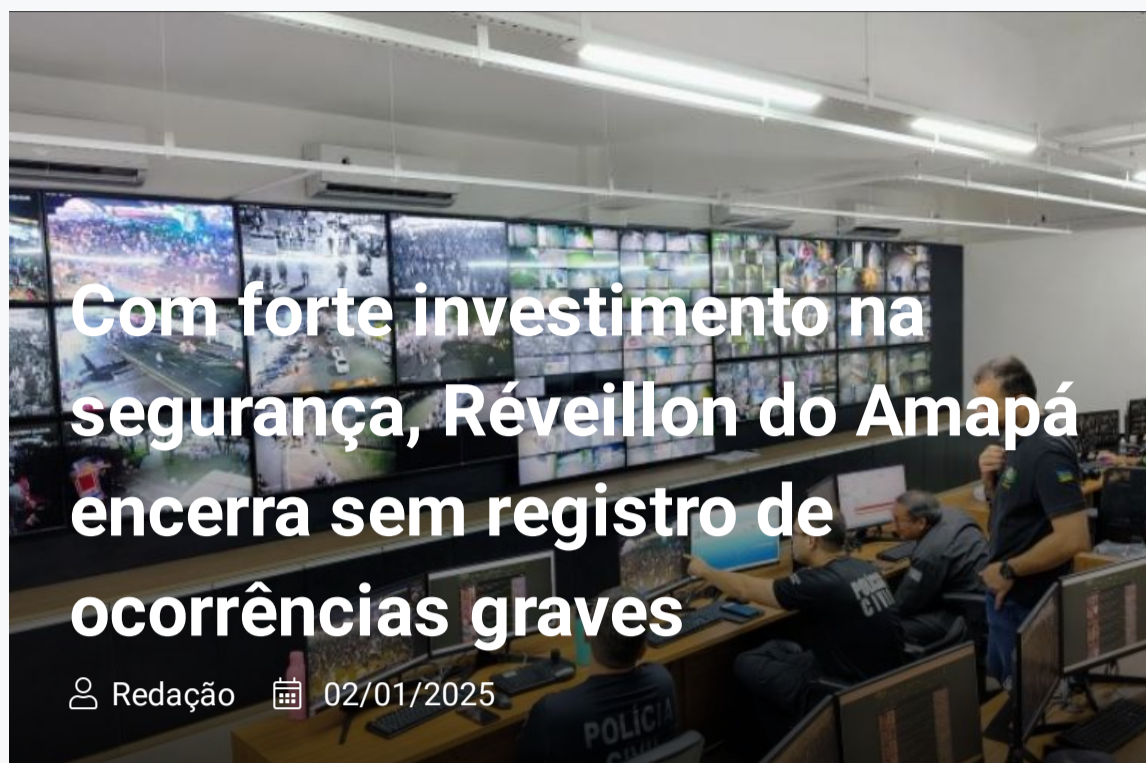 Com forte investimento na
segurança, Réveillon do Amapá
encerra sem registro de
ocorrências graves
Redação 02/01/2025
POLÍCIA
CIVIL
POLÍCIA
CIVIL